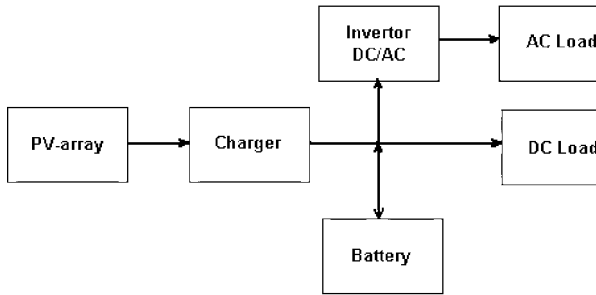 Invertor
DC/AC
AC Load
PV-array
Charger
DC Load
Battery